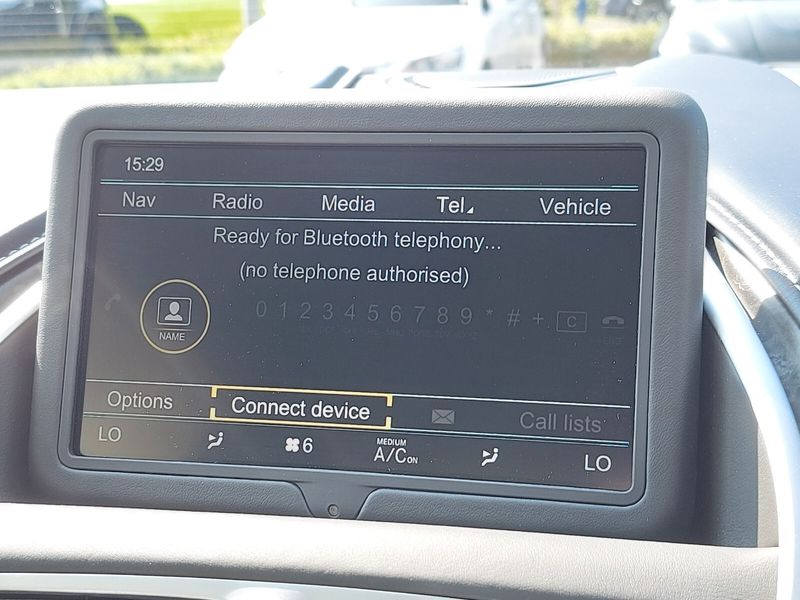 15:29
Nav Radio Media Tel Vehicle
Ready for Bluetooth telephony...
(no telephone authorised)
0 1 2 3 4 5 6 7 8 9 * # + C
NAME
END
Options Connect device Call lists
LO 6 MEDIUM A/C ON LO